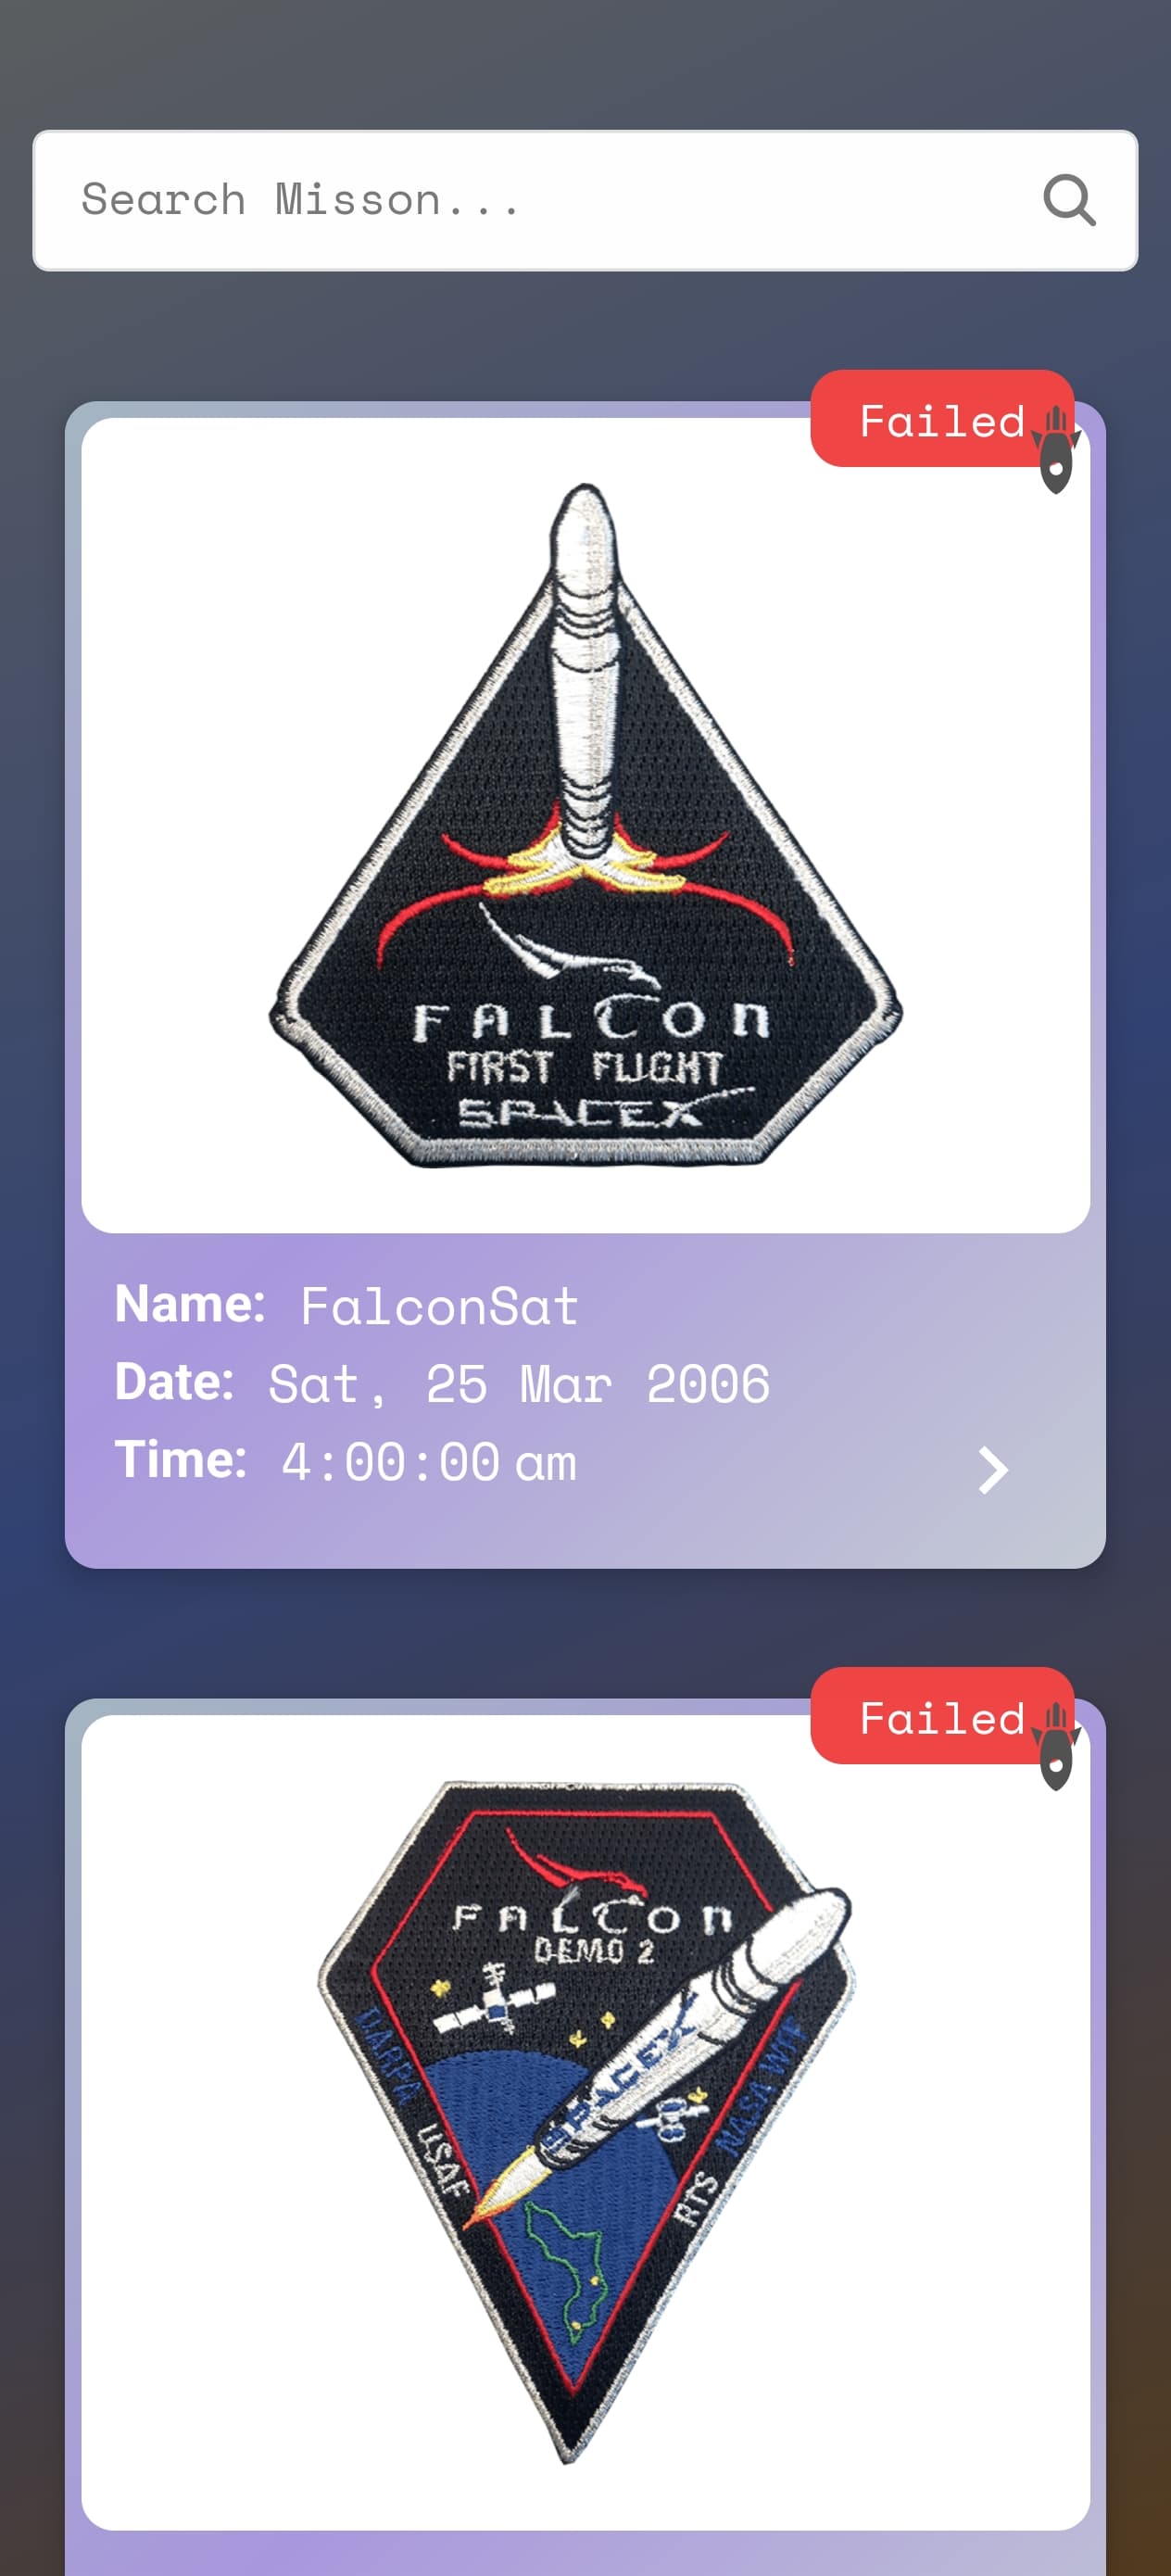 Search Misson...
Failed
FALCON
FIRST FLIGHT
SPACEX
Name: FalconSat
Date: Sat, 25 Mar 2006
Time: 4:00:00 am
Failed
FALCON
DEMO 2
SPACEX
DARPA USAF
RTS NASA WFF